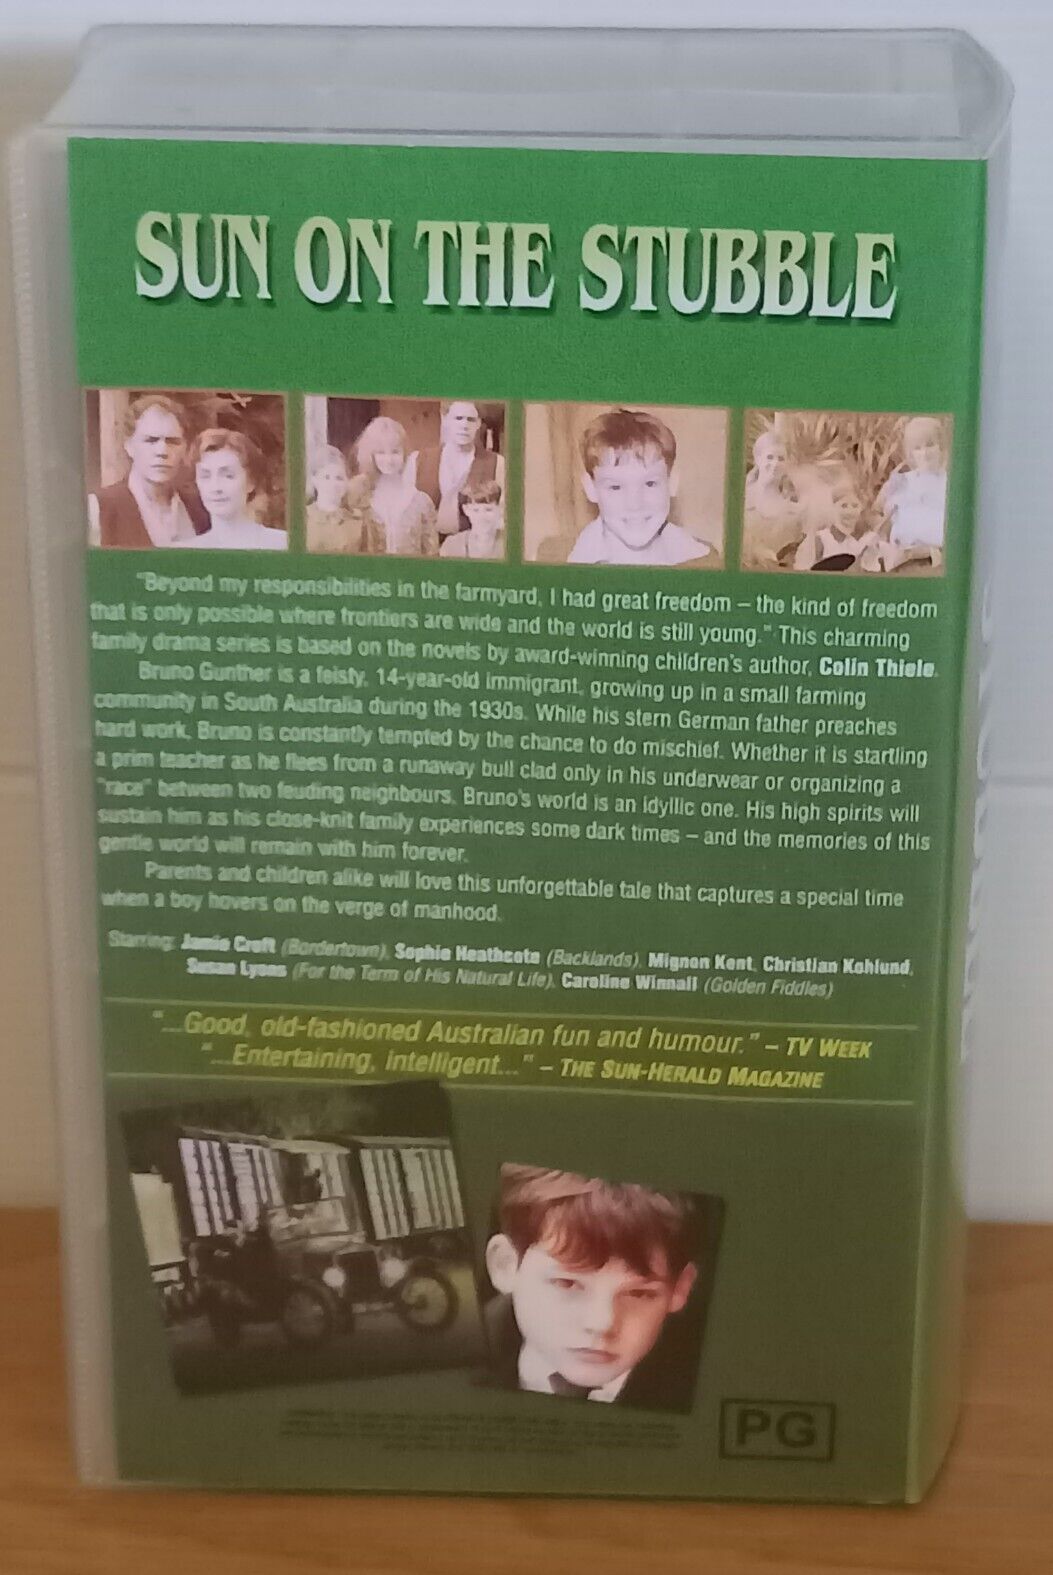 SUN ON THE STUBBLE
"Beyond my responsibilities in the farmyard, I had great freedom – the kind of freedom
that is only possible where frontiers are wide and the world is still young." This charming
family drama series is based on the novels by award-winning children's author, Colin Thiele.
Bruno Gunther is a feisty, 14-year-old immigrant, growing up in a small farming
community in South Australia during the 1930s. While his stern German father preaches
hard work, Bruno is constantly tempted by the chance to do mischief. Whether it is startling
a prim teacher as he flees from a runaway bull clad only in his underwear or organizing a
"race" between two feuding neighbours, Bruno's world is an idyllic one. His high spirits will
sustain him as his close-knit family experiences some dark times – and the memories of this
gentle world will remain with him forever.
Parents and children alike will love this unforgettable tale that captures a special time
when a boy hovers on the verge of manhood.
Starring: Jamie Croft (Bordertown), Sophie Heathcote (Backlands), Mignon Kent, Christian Kohlund,
Susan Lyons (For the Term of His Natural Life), Caroline Winnall (Golden Fiddles)
"...Good, old-fashioned Australian fun and humour." – TV WEEK
"...Entertaining, intelligent..." – THE SUN-HERALD MAGAZINE
PG